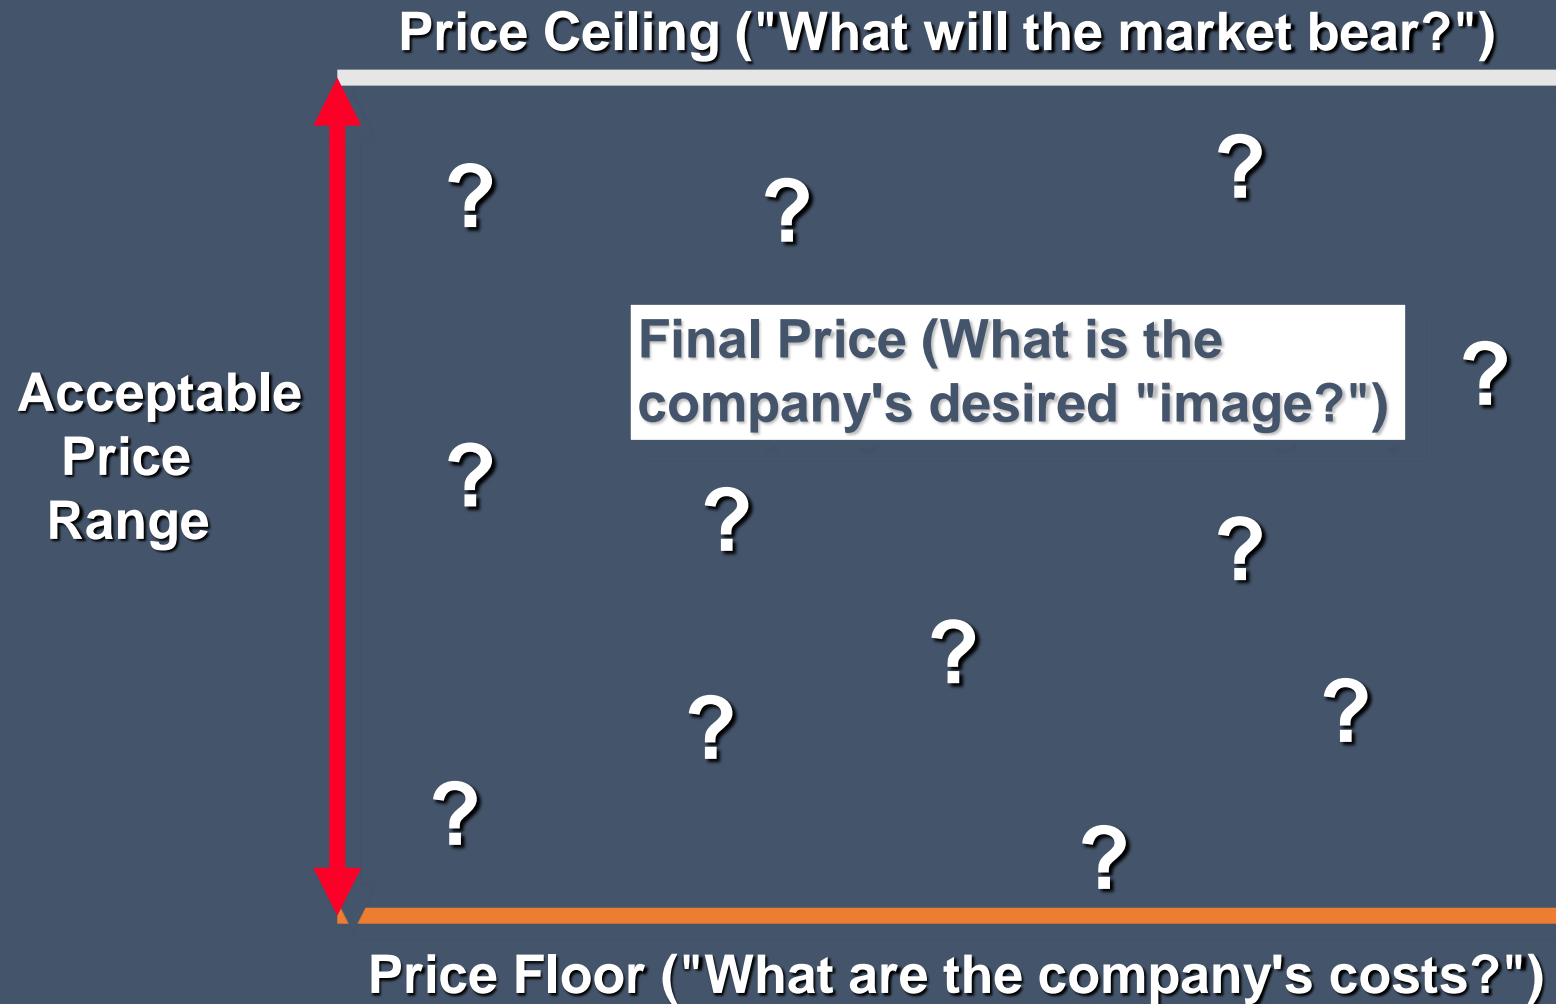 Price Ceiling ("What will the market bear?")
?
?
?
Final Price (What is the
company's desired "image?")
?
Acceptable
Price
Range
?
?
?
?
?
?
?
?
Price Floor ("What are the company's costs?")